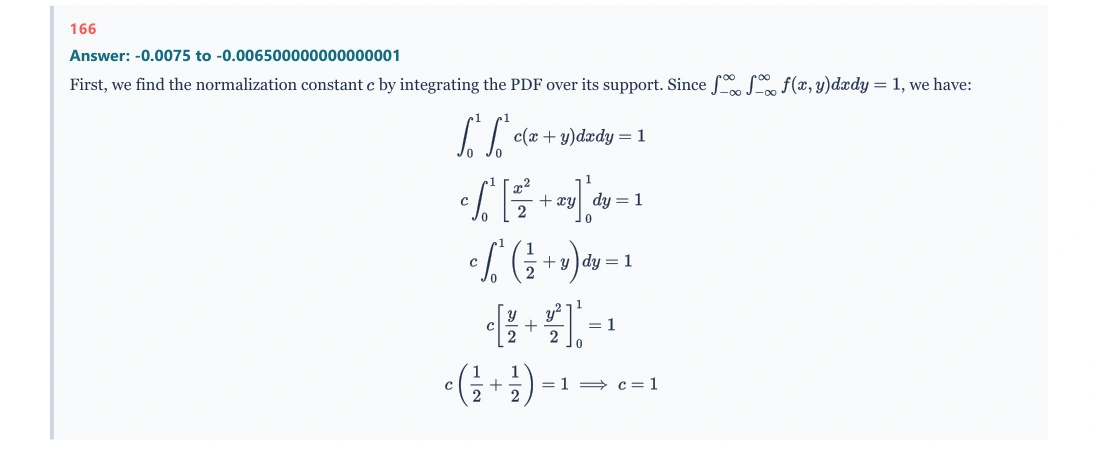 166
Answer: -0.0075 to -0.006500000000000001
First, we find the normalization constant c by integrating the PDF over its support. Since ∫_{-∞}^{∞} ∫_{-∞}^{∞} f(x, y)dxdy = 1, we have:
∫_0^1 ∫_0^1 c(x + y)dxdy = 1
c ∫_0^1 [x^2/2 + xy]_0^1 dy = 1
c ∫_0^1 (1/2 + y) dy = 1
c [y/2 + y^2/2]_0^1 = 1
c (1/2 + 1/2) = 1 ⟹ c = 1